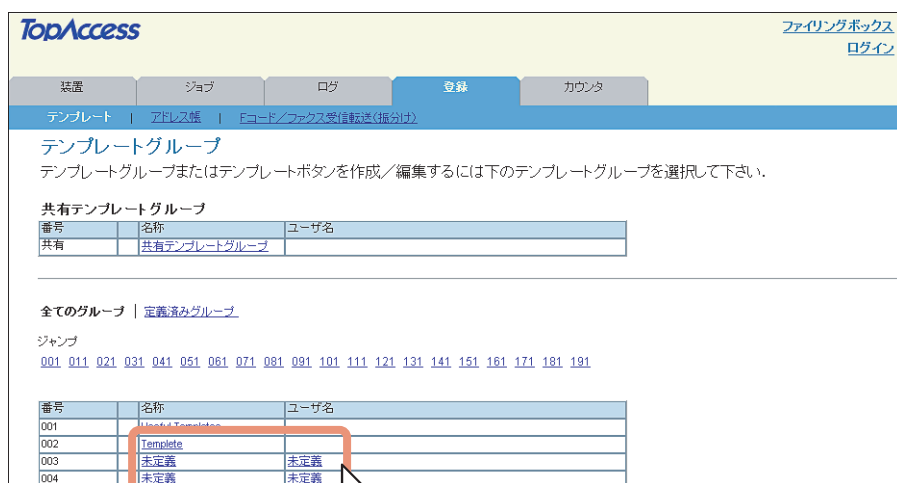 TopAccess
ファイリングボックス
ログイン
装置 ジョブ ログ 登録 カウンタ
テンプレート | アドレス帳 | Fコード/ファクス受信転送(振分け)
テンプレートグループ
テンプレートグループまたはテンプレートボタンを作成/編集するには下のテンプレートグループを選択して下さい.
共有テンプレートグループ
番号 名称 ユーザ名
共有 共有テンプレートグループ
全てのグループ | 定義済みグループ
ジャンプ
001 011 021 031 041 051 061 071 081 091 101 111 121 131 141 151 161 171 181 191
番号 名称 ユーザ名
001 Useful Templates
002 Templete
003 未定義 未定義
004 未定義 未定義